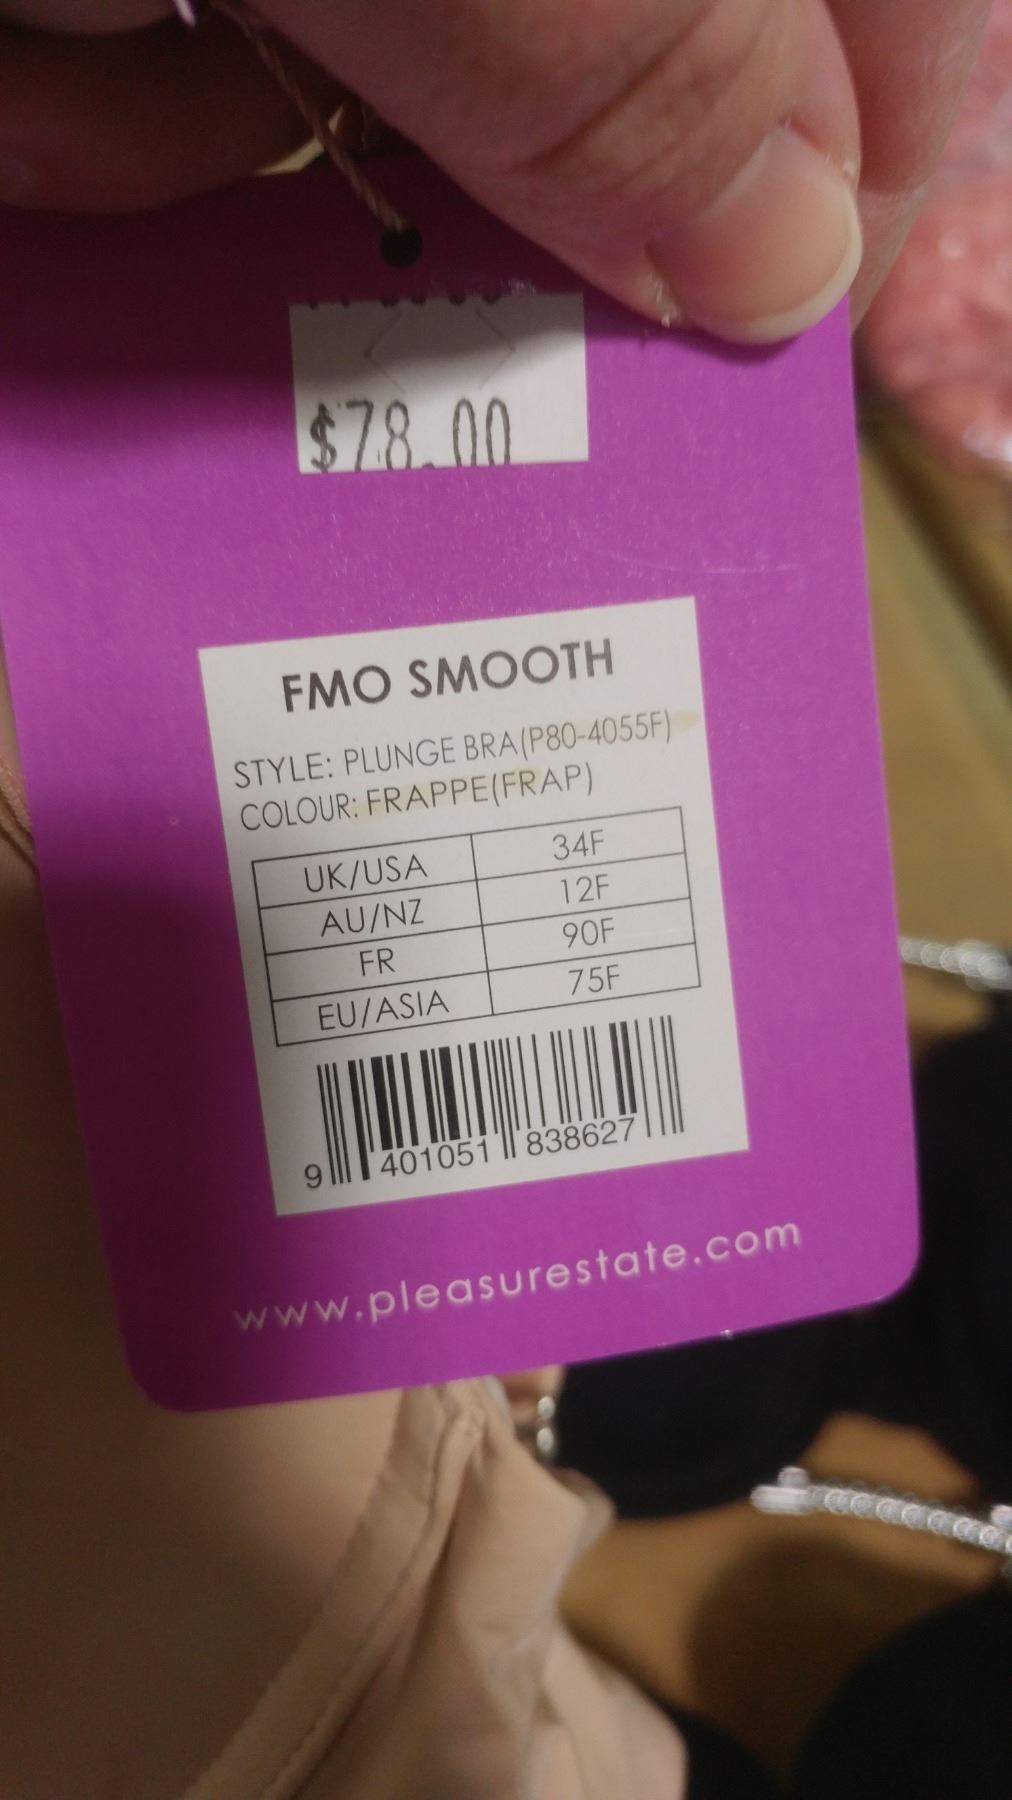 $78.00
FMO SMOOTH
STYLE: PLUNGE BRA(P80-4055F)
COLOUR: FRAPPE(FRAP)
UK/USA 34F
AU/NZ 12F
FR 90F
EU/ASIA 75F
9 401051 838627
www.pleasurestate.com